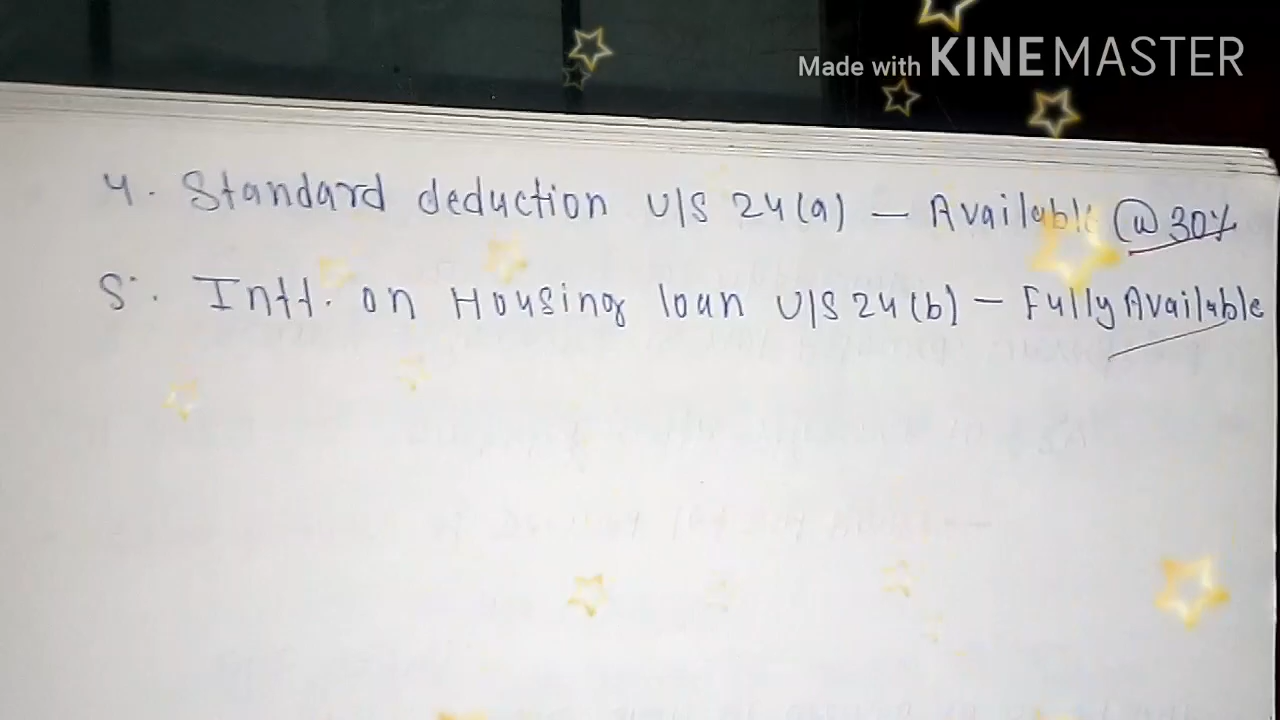 Made with KINEMASTER
4. Standard deduction U/S 24(a) — Available @ 30%
5. Intt. on Housing loan U/S 24(b) — Fully Available